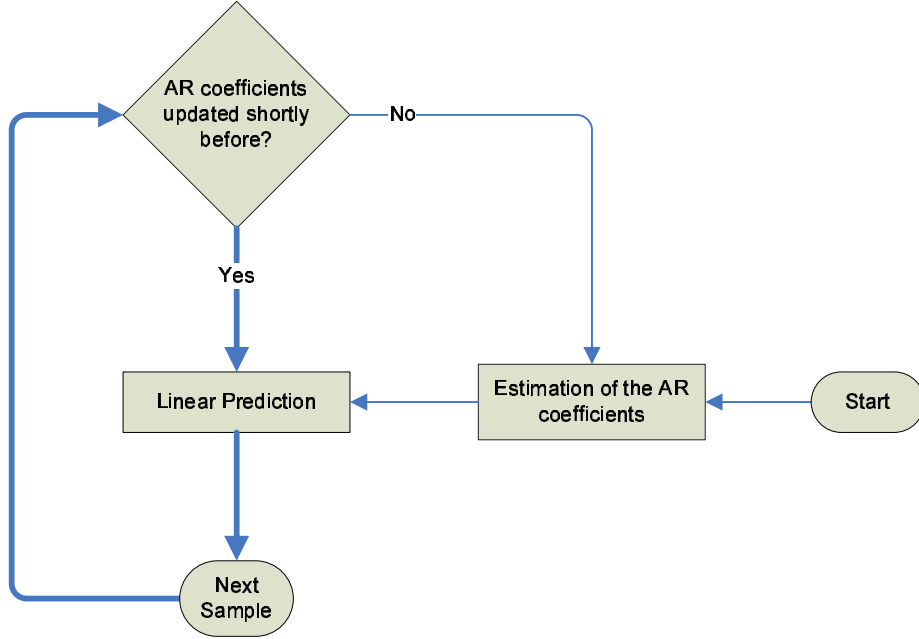 AR coefficients
updated shortly
before?
No
Yes
Linear Prediction
Estimation of the AR
coefficients
Start
Next
Sample